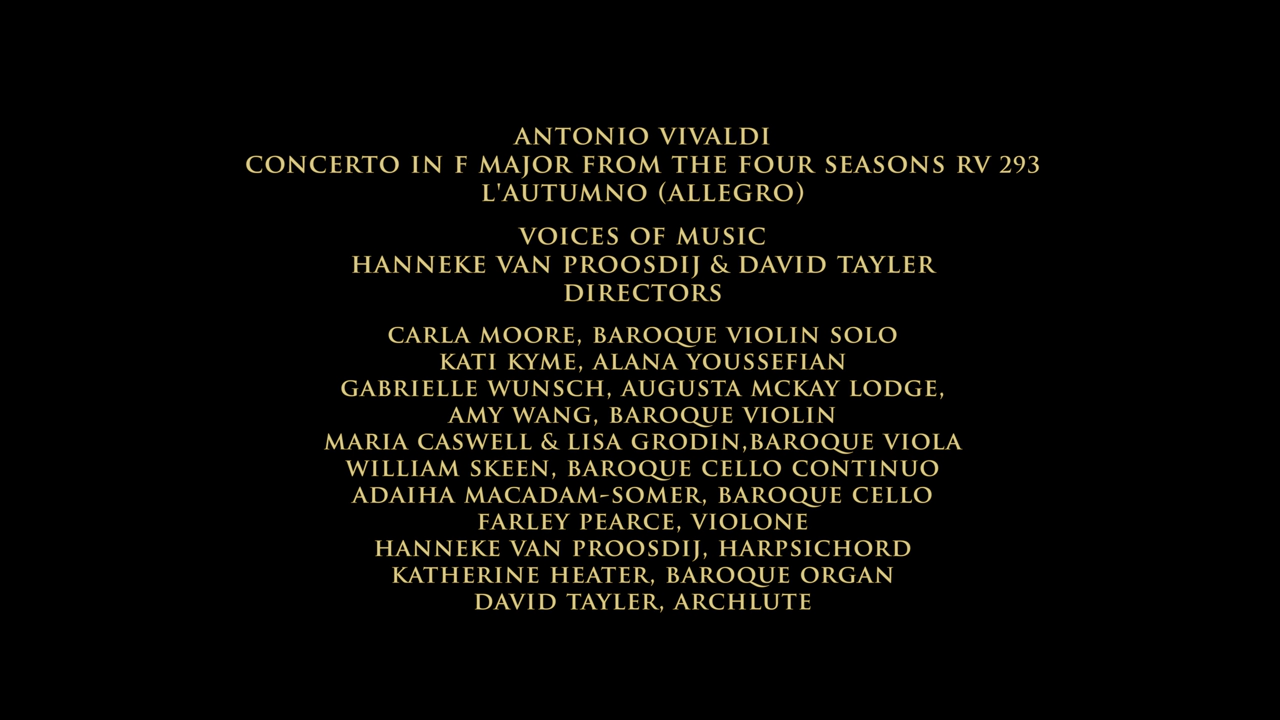 ANTONIO VIVALDI
CONCERTO IN F MAJOR FROM THE FOUR SEASONS RV 293
L'AUTUMNO (ALLEGRO)
VOICES OF MUSIC
HANNEKE VAN PROOSDIJ & DAVID TAYLER
DIRECTORS
CARLA MOORE, BAROQUE VIOLIN SOLO
KATI KYME, ALANA YOUSSEFIAN
GABRIELLE WUNSCH, AUGUSTA MCKAY LODGE,
AMY WANG, BAROQUE VIOLIN
MARIA CASWELL & LISA GRODIN,BAROQUE VIOLA
WILLIAM SKEEN, BAROQUE CELLO CONTINUO
ADAIHA MACADAM-SOMER, BAROQUE CELLO
FARLEY PEARCE, VIOLONE
HANNEKE VAN PROOSDIJ, HARPSICHORD
KATHERINE HEATER, BAROQUE ORGAN
DAVID TAYLER, ARCHLUTE